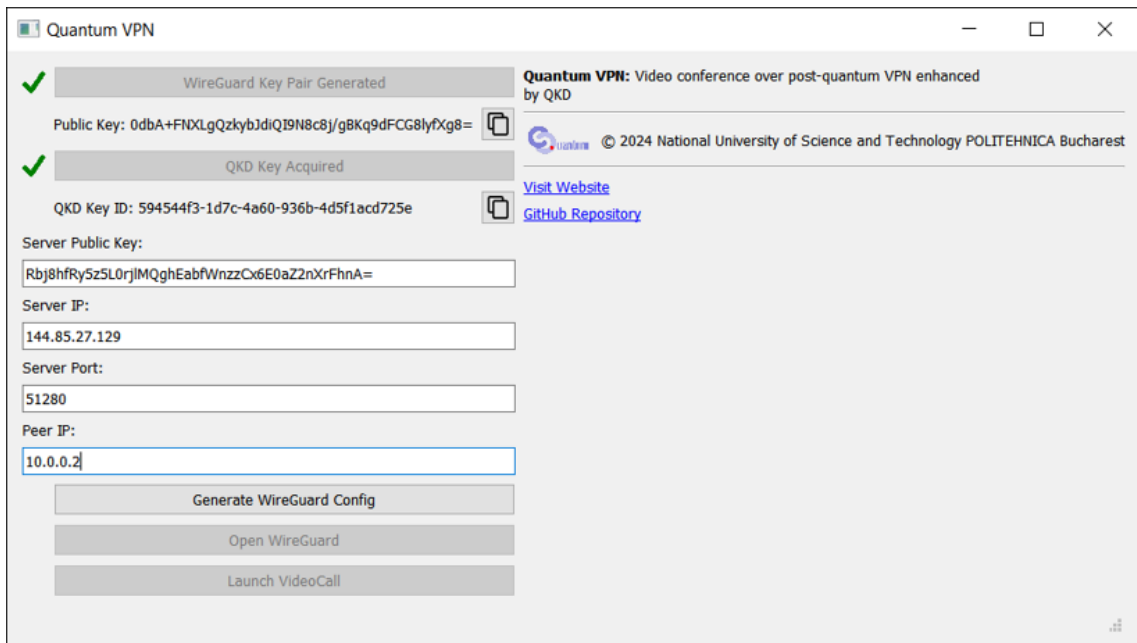 Quantum VPN
WireGuard Key Pair Generated
Public Key: 0dbA+FNXLgQzkybJdiQI9N8c8j/gBKq9dFCG8lyfXg8=
QKD Key Acquired
QKD Key ID: 594544f3-1d7c-4a60-936b-4d5f1acd725e
Server Public Key:
Rbj8hfRy5z5L0rjlMQghEabfWnzzCx6E0aZ2nXrFhnA=
Server IP:
144.85.27.129
Server Port:
51280
Peer IP:
10.0.0.2
Generate WireGuard Config
Open WireGuard
Launch VideoCall
Quantum VPN: Video conference over post-quantum VPN enhanced
by QKD
Quantum © 2024 National University of Science and Technology POLITEHNICA Bucharest
Visit Website
GitHub Repository